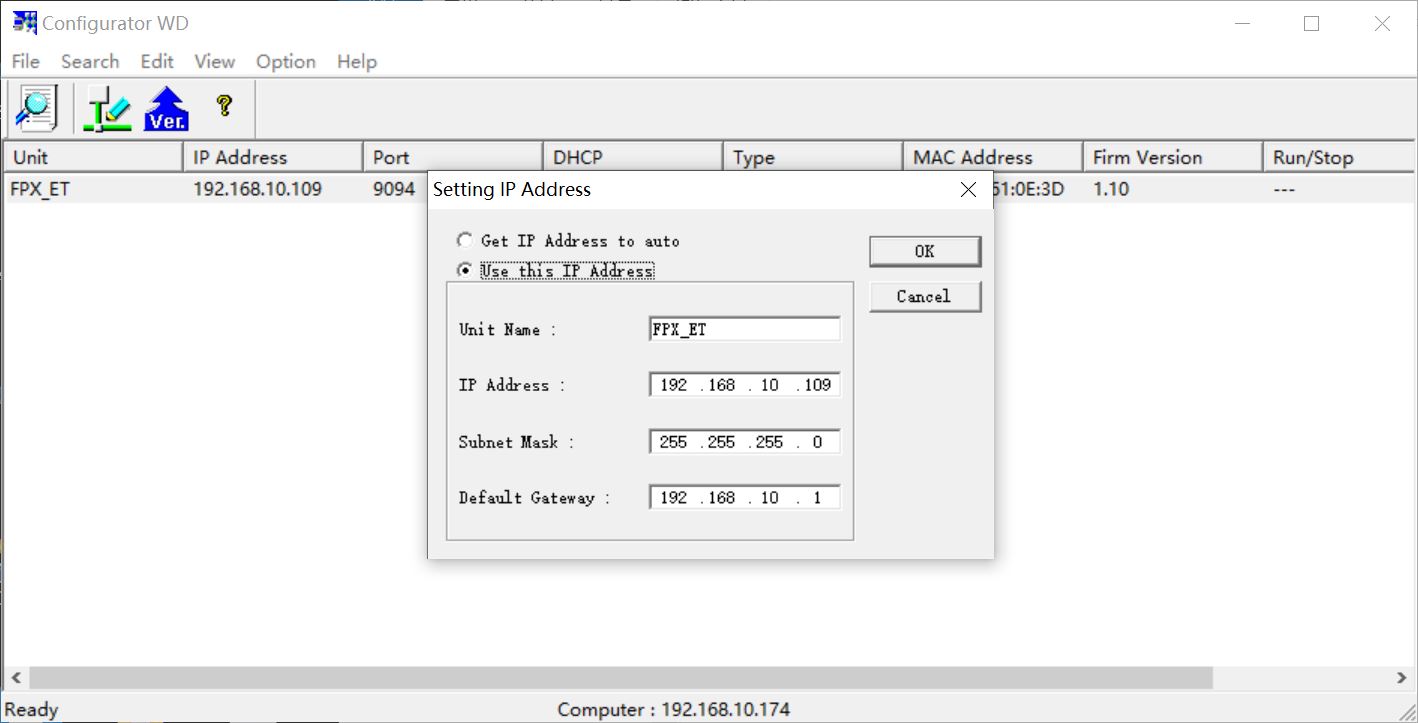 Configurator WD
File Search Edit View Option Help
Ver. ?
Unit IP Address Port DHCP Type MAC Address Firm Version Run/Stop
FPX_ET 192.168.10.109 9094 51:0E:3D 1.10 ---
Setting IP Address
Get IP Address to auto
OK
Use this IP Address
Cancel
Unit Name : FPX_ET
IP Address : 192 .168 . 10 .109
Subnet Mask : 255 .255 .255 . 0
Default Gateway : 192 .168 . 10 . 1
Ready Computer : 192.168.10.174